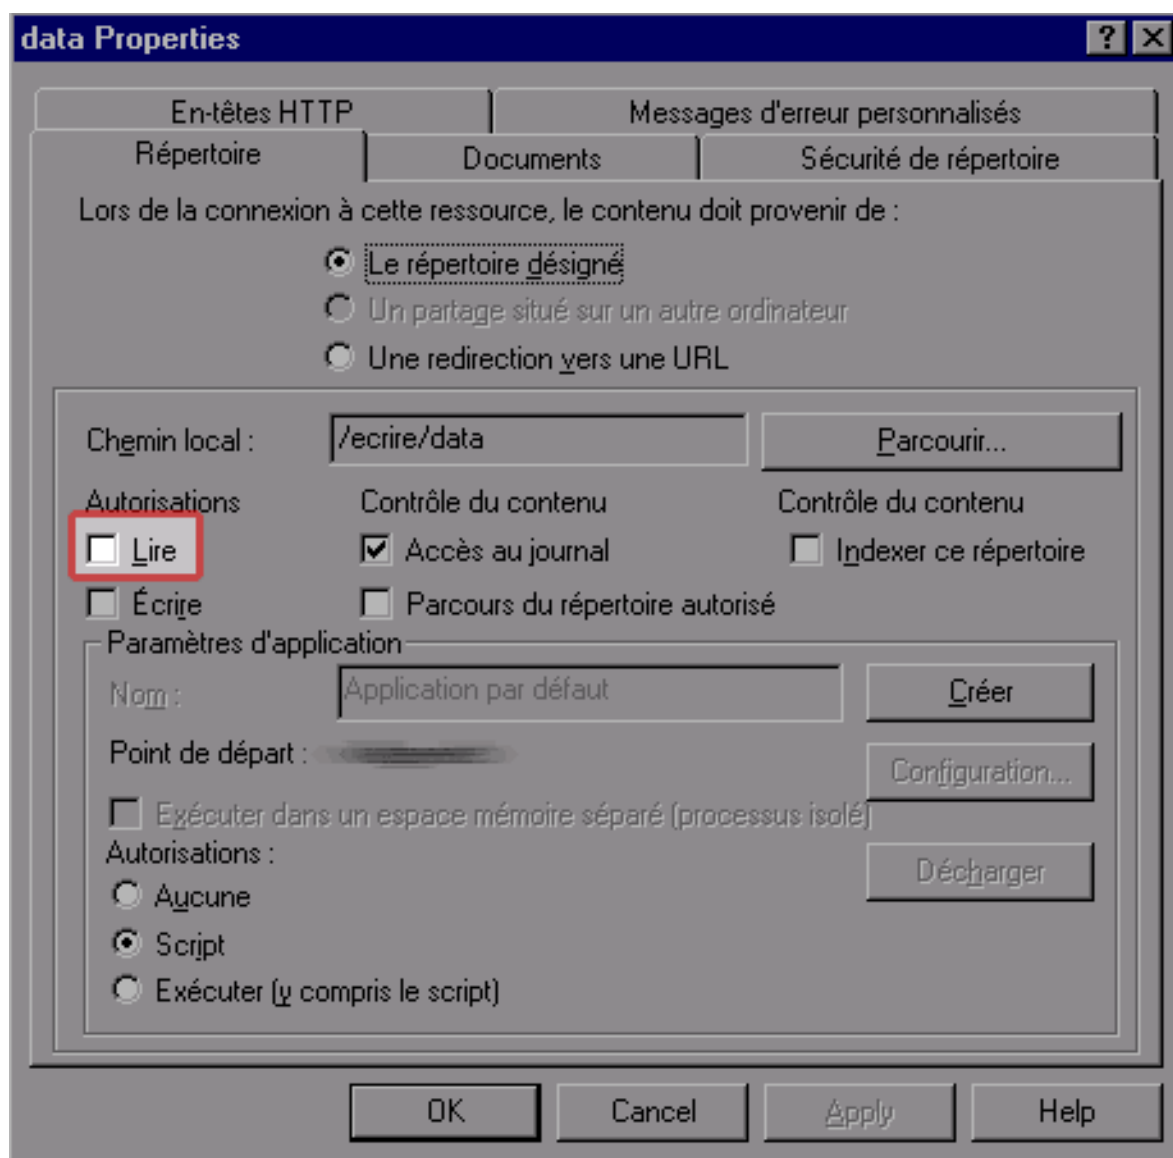 data Properties ? X
En-têtes HTTP Messages d'erreur personnalisés
Répertoire Documents Sécurité de répertoire
Lors de la connexion à cette ressource, le contenu doit provenir de :
Le répertoire désigné
Un partage situé sur un autre ordinateur
Une redirection vers une URL
Chemin local : /ecrire/data Parcourir...
Autorisations Contrôle du contenu Contrôle du contenu
Lire Accès au journal Indexer ce répertoire
Écrire Parcours du répertoire autorisé
Paramètres d'application
Nom : Application par défaut Créer
Point de départ : Configuration...
Exécuter dans un espace mémoire séparé (processus isolé)
Autorisations : Décharger
Aucune
Script
Exécuter (y compris le script)
OK Cancel Apply Help